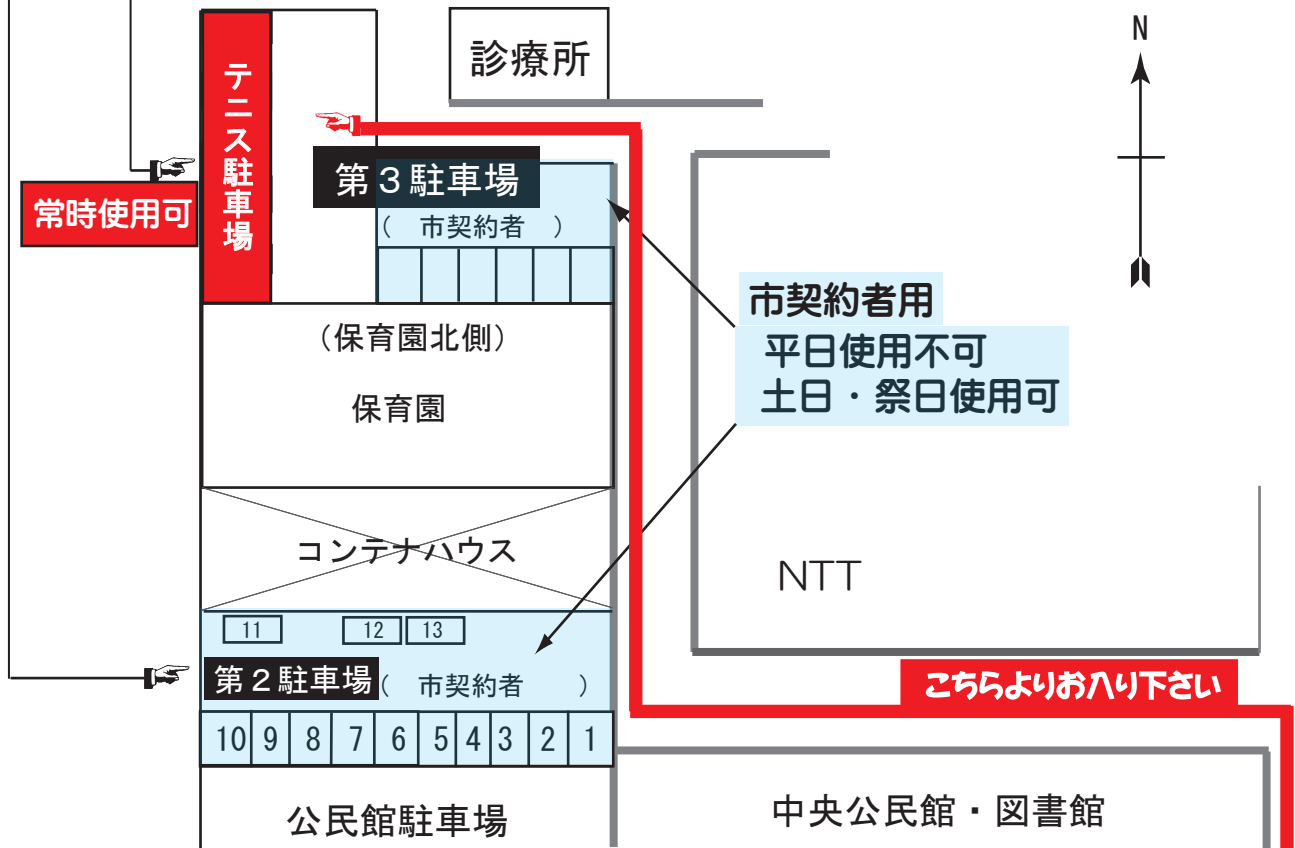 N
診療所
テニス駐車場
常時使用可
第３駐車場
( 市契約者 )
市契約者用
平日使用不可
土日・祭日使用可
(保育園北側)
保育園
コンテナハウス
NTT
11 12 13
第２駐車場 ( 市契約者 )
こちらよりお入り下さい
10 9 8 7 6 5 4 3 2 1
公民館駐車場
中央公民館・図書館